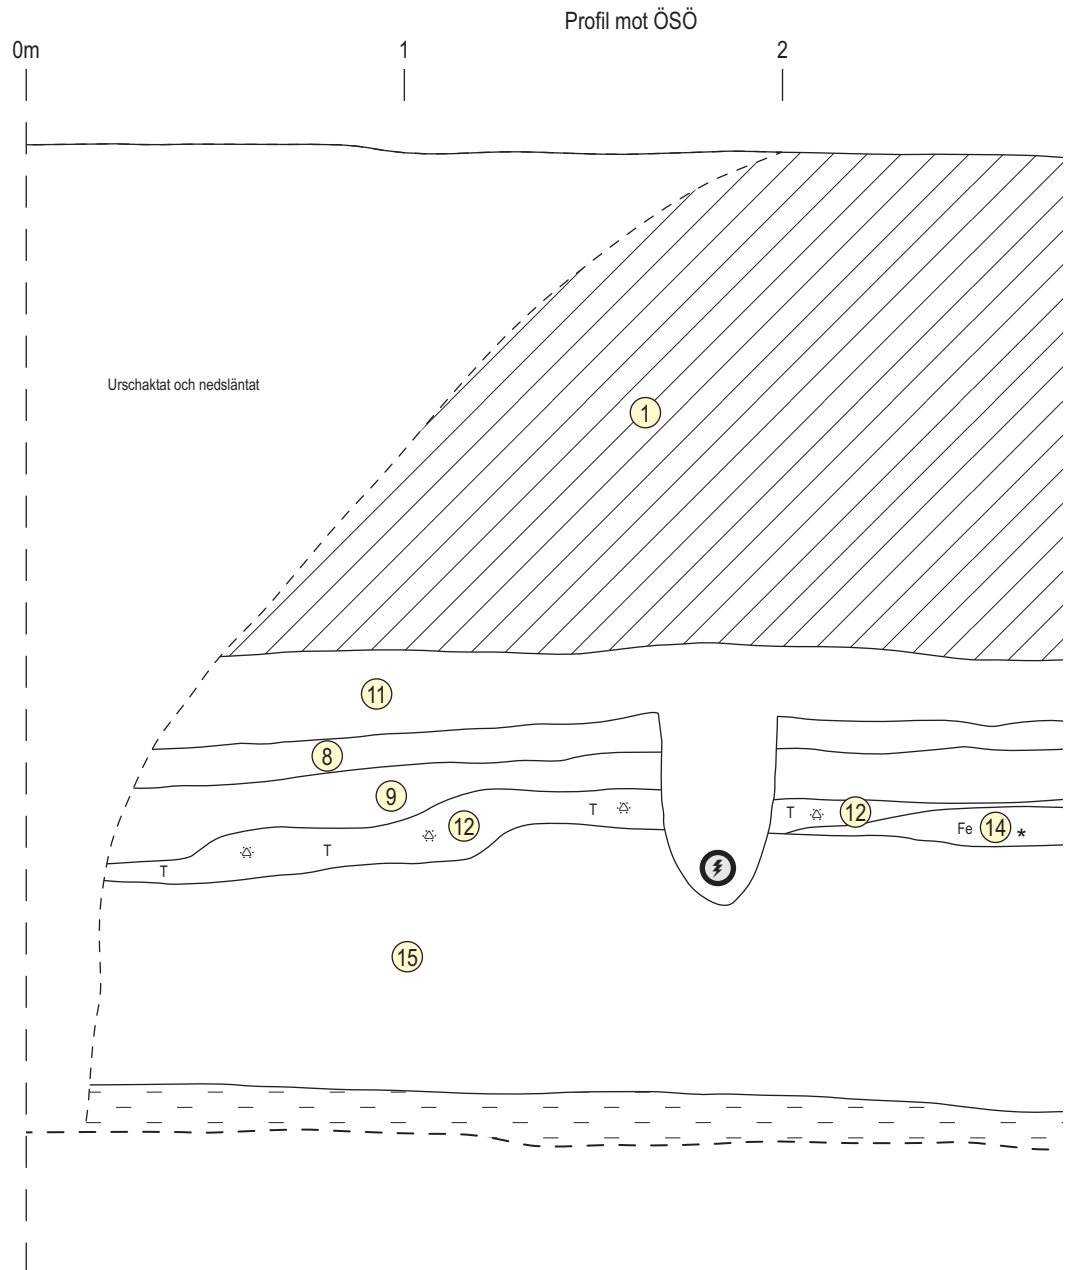 Profil mot ÖSÖ
0m 1 2
Urschaktat och nedsläntat
1
11
8
9
12 T T 12
Fe 14 *
T
T
15